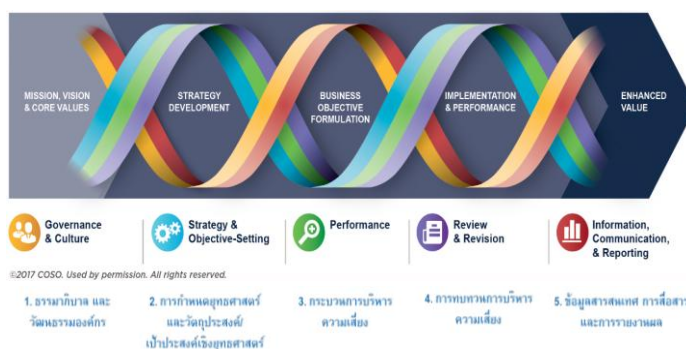 MISSION, VISION
& CORE VALUES
STRATEGY
DEVELOPMENT
BUSINESS
OBJECTIVE
FORMULATION
IMPLEMENTATION
& PERFORMANCE
ENHANCED
VALUE
Governance
& Culture
Strategy &
Objective-Setting
Performance
Review
& Revision
Information,
Communication,
& Reporting
©2017 COSO. Used by permission. All rights reserved.
1. ธรรมาภิบาล และ
วัฒนธรรมองค์กร
2. การกำหนดยุทธศาสตร์
และวัตถุประสงค์/
เป้าประสงค์เชิงยุทธศาสตร์
3. กระบวนการบริหาร
ความเสี่ยง
4. การทบทวนการบริหาร
ความเสี่ยง
5. ข้อมูลสารสนเทศ การสื่อสาร
และการรายงานผล